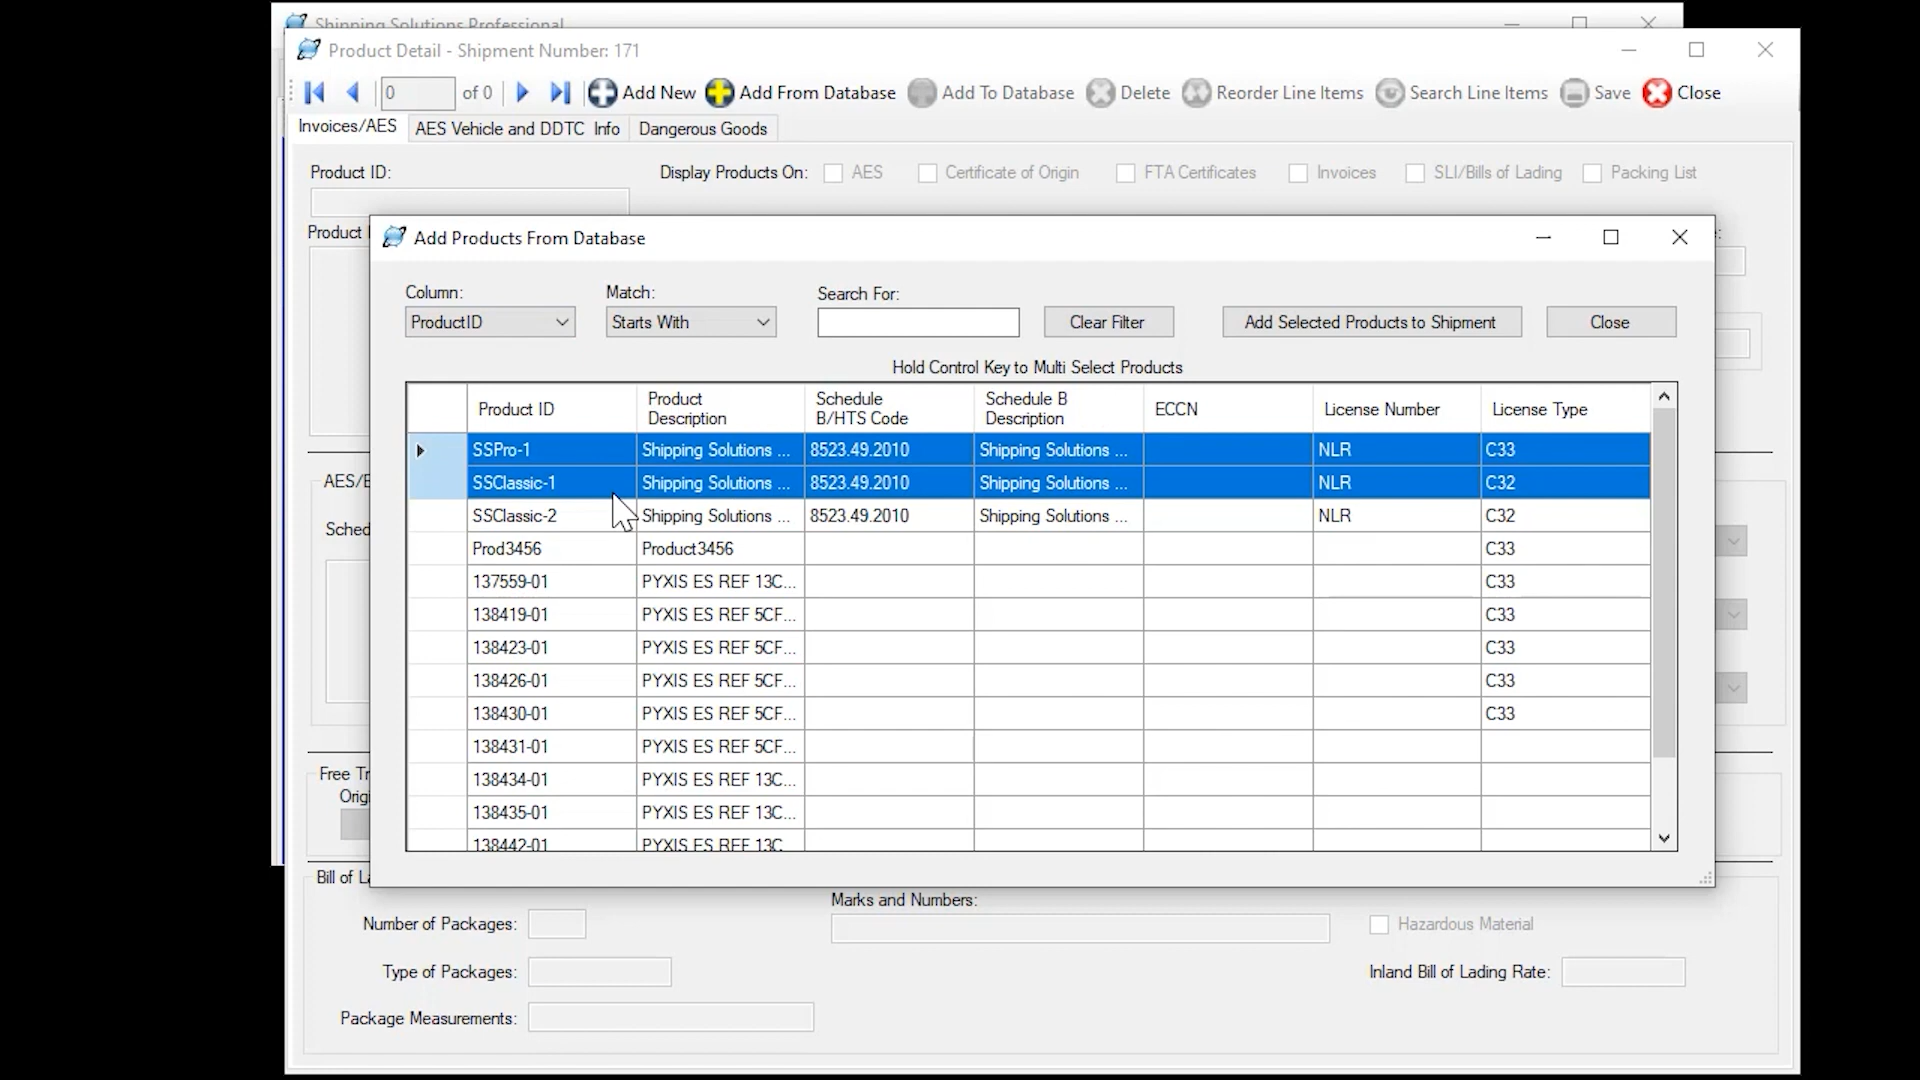 Shipping Solutions Professional
Product Detail - Shipment Number: 171
0 of 0 Add New Add From Database Add To Database Delete Reorder Line Items Search Line Items Save Close
Invoices/AES AES Vehicle and DDTC Info Dangerous Goods
Product ID: Display Products On: AES Certificate of Origin FTA Certificates Invoices SLI/Bills of Lading Packing List
Product
Add Products From Database
Column: Match: Search For:
ProductID Starts With Clear Filter Add Selected Products to Shipment Close
Hold Control Key to Multi Select Products
Product ID Product Description Schedule B/HTS Code Schedule B Description ECCN License Number License Type
SSPro-1 Shipping Solutions ... 8523.49.2010 Shipping Solutions ... NLR C33
SSClassic-1 Shipping Solutions ... 8523.49.2010 Shipping Solutions ... NLR C32
SSClassic-2 Shipping Solutions ... 8523.49.2010 Shipping Solutions ... NLR C32
Prod3456 Product3456 C33
137559-01 PYXIS ES REF 13C... C33
138419-01 PYXIS ES REF 5CF... C33
138423-01 PYXIS ES REF 5CF... C33
138426-01 PYXIS ES REF 5CF... C33
138430-01 PYXIS ES REF 5CF... C33
138431-01 PYXIS ES REF 5CF...
138434-01 PYXIS ES REF 13C...
138435-01 PYXIS ES REF 13C...
138442-01 PYXIS ES REF 13C
AES/E
Sched
Free Tr
Origi
Bill of La
Marks and Numbers:
Number of Packages: Hazardous Material
Type of Packages: Inland Bill of Lading Rate:
Package Measurements: